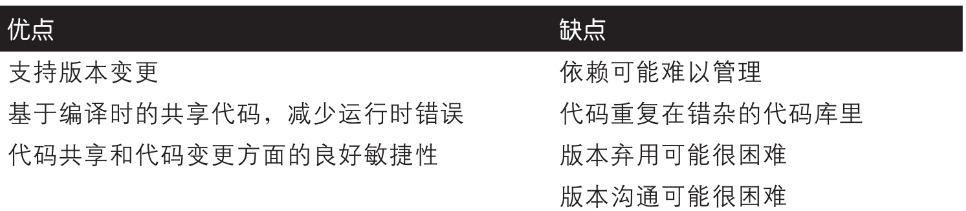 优点 缺点
支持版本变更 依赖可能难以管理
基于编译时的共享代码，减少运行时错误 代码重复在错杂的代码库里
代码共享和代码变更方面的良好敏捷性 版本弃用可能很困难
版本沟通可能很困难